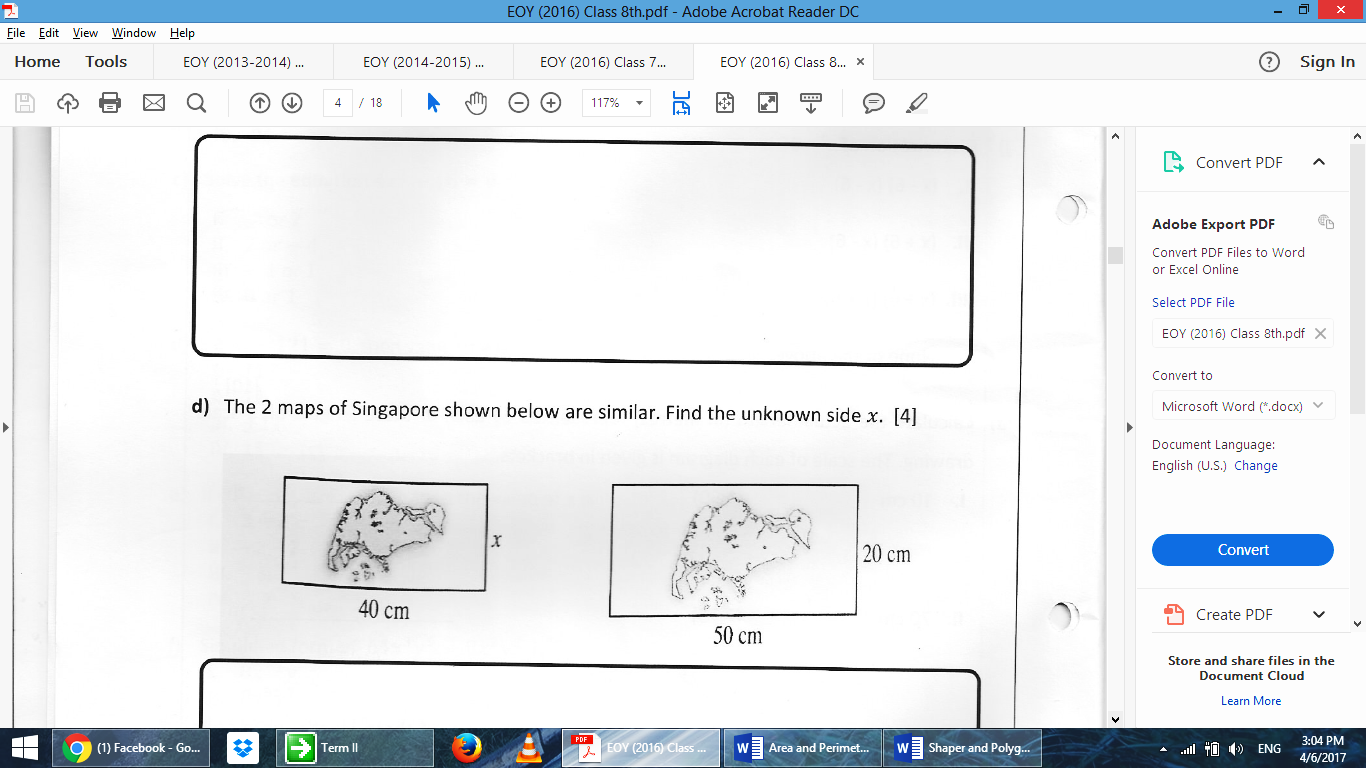 EOY (2016) Class 8th.pdf - Adobe Acrobat Reader DC
File Edit View Window Help
Home Tools EOY (2013-2014) ... EOY (2014-2015) ... EOY (2016) Class 7... EOY (2016) Class 8... × ? Sign In
4 / 18 117%
d) The 2 maps of Singapore shown below are similar. Find the unknown side x. [4]
x
40 cm
20 cm
50 cm
Convert PDF
Adobe Export PDF
Convert PDF Files to Word
or Excel Online
Select PDF File
EOY (2016) Class 8th.pdf
Convert to
Microsoft Word (*.docx)
Document Language:
English (U.S.) Change
Convert
Create PDF
Store and share files in the
Document Cloud
Learn More
(1) Facebook - Go... Term II PDF EOY (2016) Class ... Area and Perimet... Shaper and Polyg... ENG
3:04 PM
4/6/2017